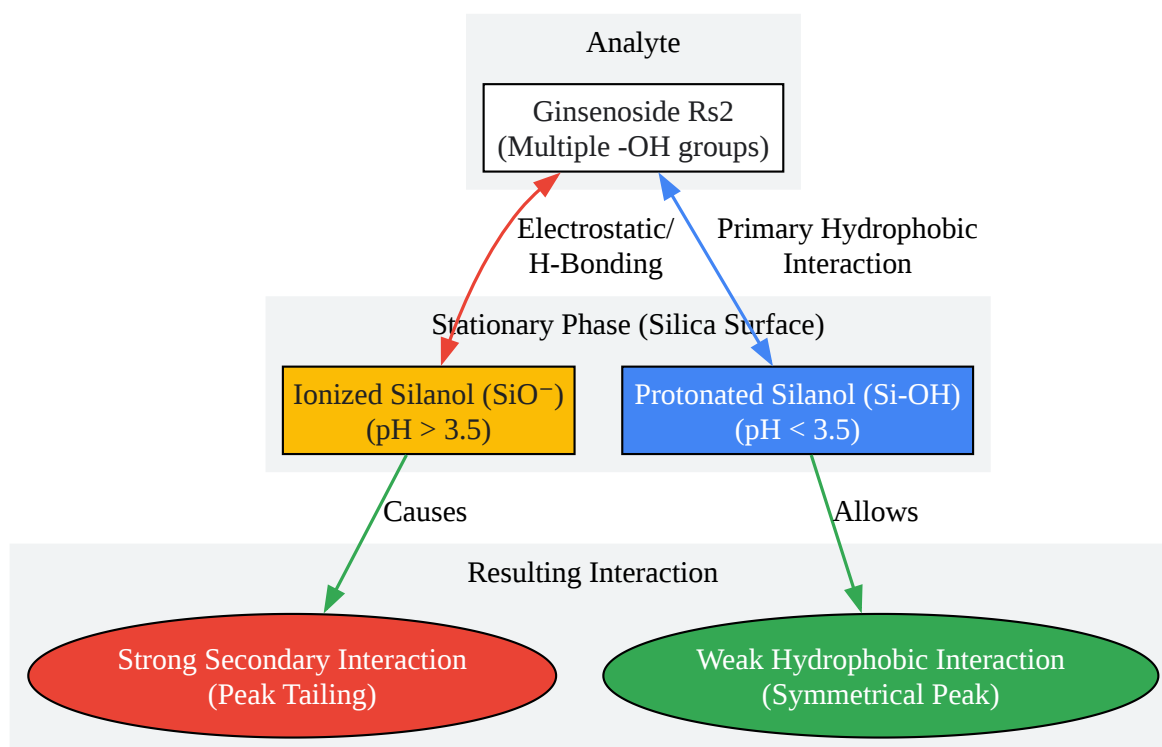 Analyte
Ginsenoside Rs2
(Multiple -OH groups)
Electrostatic/
H-Bonding
Primary Hydrophobic
Interaction
Stationary Phase (Silica Surface)
Ionized Silanol (SiO⁻)
(pH > 3.5)
Protonated Silanol (Si-OH)
(pH < 3.5)
Causes
Allows
Resulting Interaction
Strong Secondary Interaction
(Peak Tailing)
Weak Hydrophobic Interaction
(Symmetrical Peak)